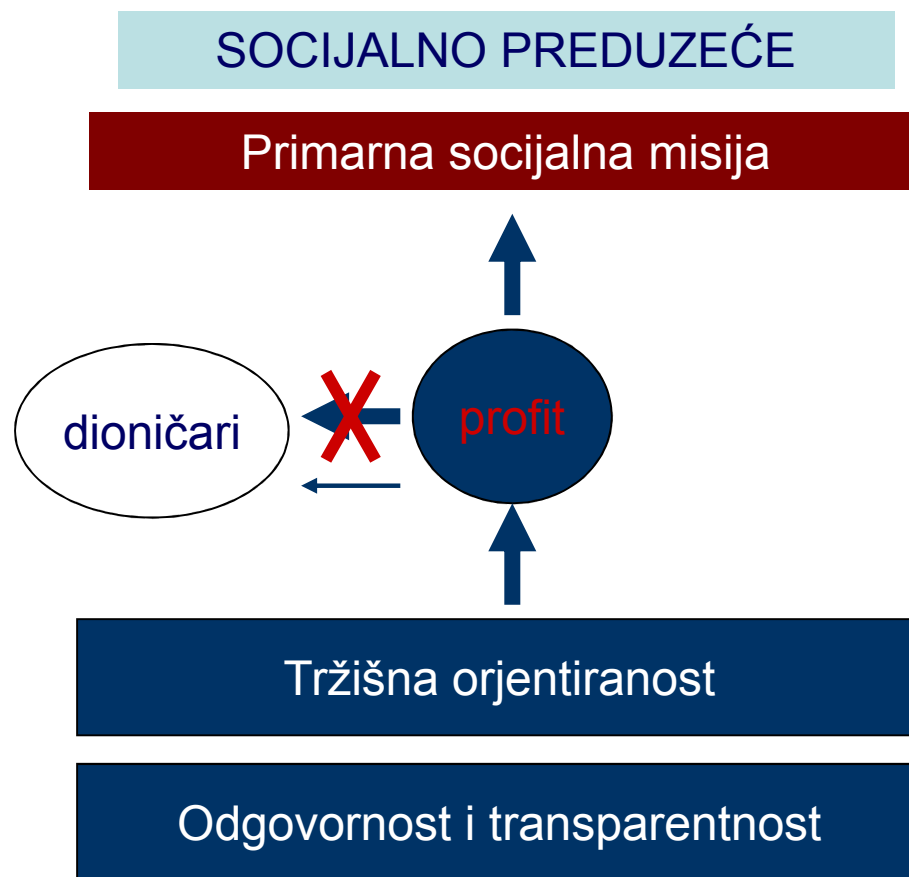 SOCIJALNO PREDUZEĆE
Primarna socijalna misija
dioničari
profit
Tržišna orjentiranost
Odgovornost i transparentnost